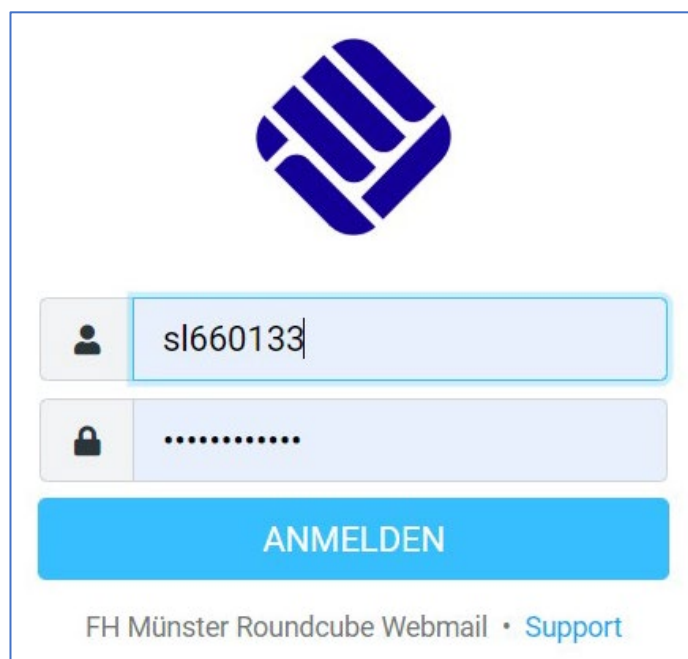 sl660133
••••••••••••
ANMELDEN
FH Münster Roundcube Webmail • Support